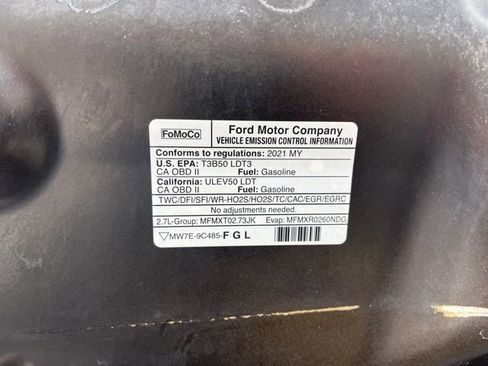 FoMoCo
Ford Motor Company
VEHICLE EMISSION CONTROL INFORMATION
Conforms to regulations: 2021 MY
U.S. EPA: T3B50 LDT3
CA OBD II Fuel: Gasoline
California: ULEV50 LDT
CA OBD II Fuel: Gasoline
TWC/DFI/SFI/WR-HO2S/HO2S/TC/CAC/EGR/EGRC
No adjustments needed.
2.7L-Group: MFMXT02.73JK Evap: MFMXR0260NDG
▽MW7E-9C485-FGL